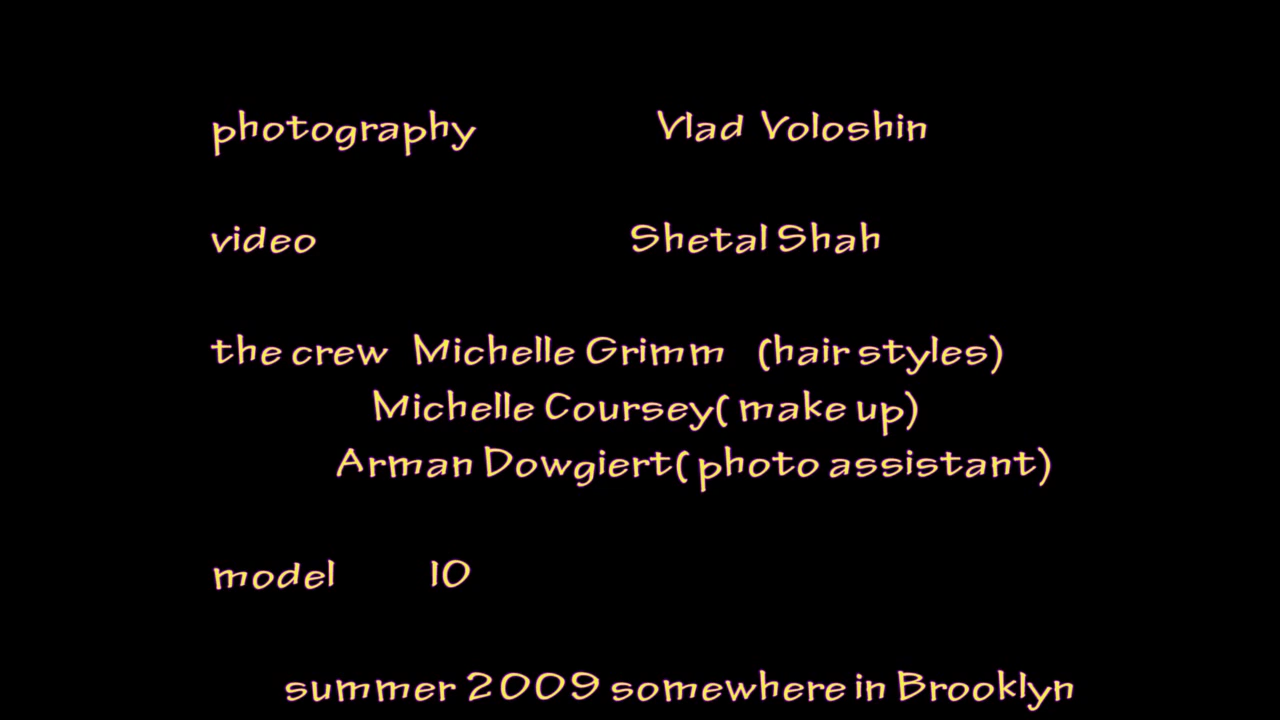 photography Vlad Voloshin
video Shetal Shah
the crew Michelle Grimm (hair styles)
Michelle Coursey( make up)
Arman Dowgiert( photo assistant)
model IO
summer 2009 somewhere in Brooklyn